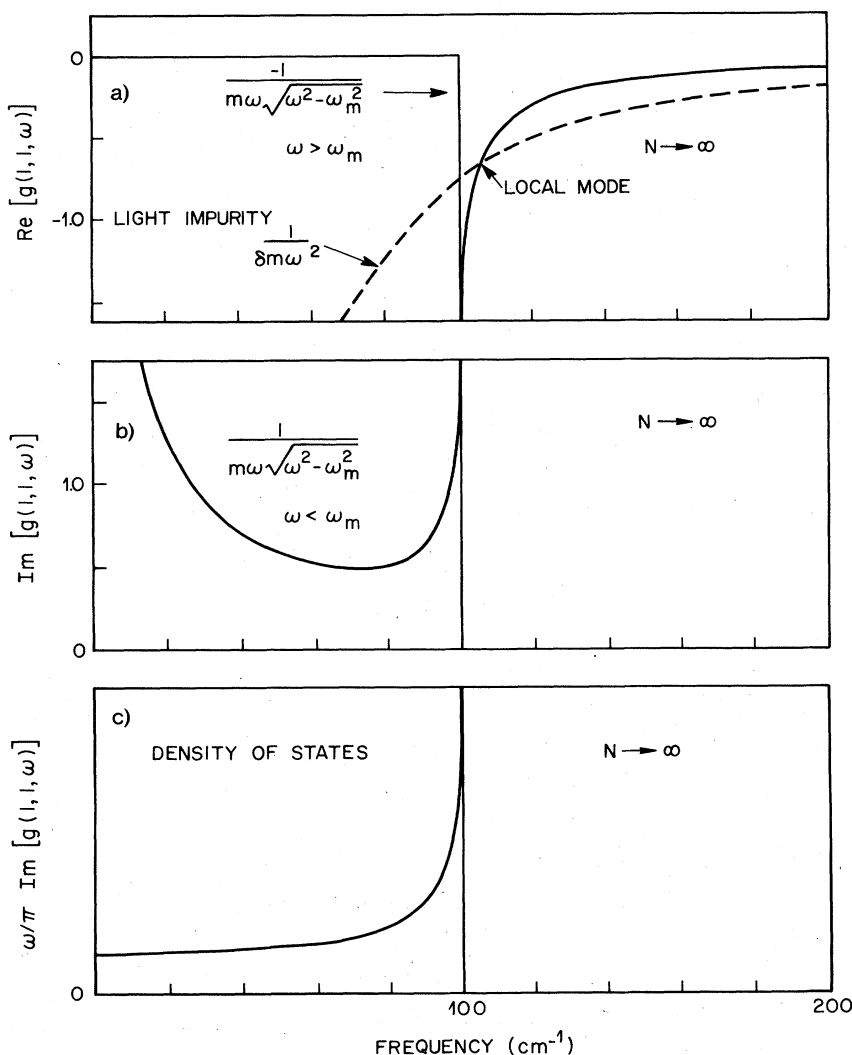 a)
0
-1.0
Re [g(1,1,ω)]
-1
mω√ω²-ωm²
ω > ωm
N → ∞
LOCAL MODE
LIGHT IMPURITY
1
δmω²
b)
1.0
0
Im [g(1,1,ω)]
1
mω√ω²-ωm²
ω < ωm
N → ∞
c)
DENSITY OF STATES
N → ∞
ω/π Im [g(1,1,ω)]
0
100
200
FREQUENCY (cm⁻¹)